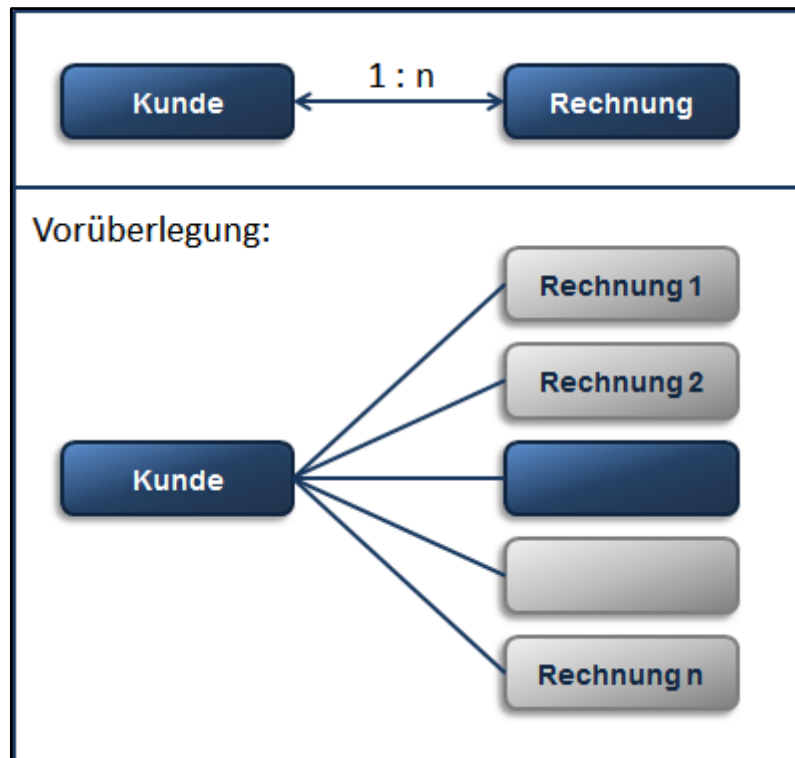 1 : n
Kunde
Rechnung
Vorüberlegung:
Rechnung 1
Rechnung 2
Kunde
Rechnung n